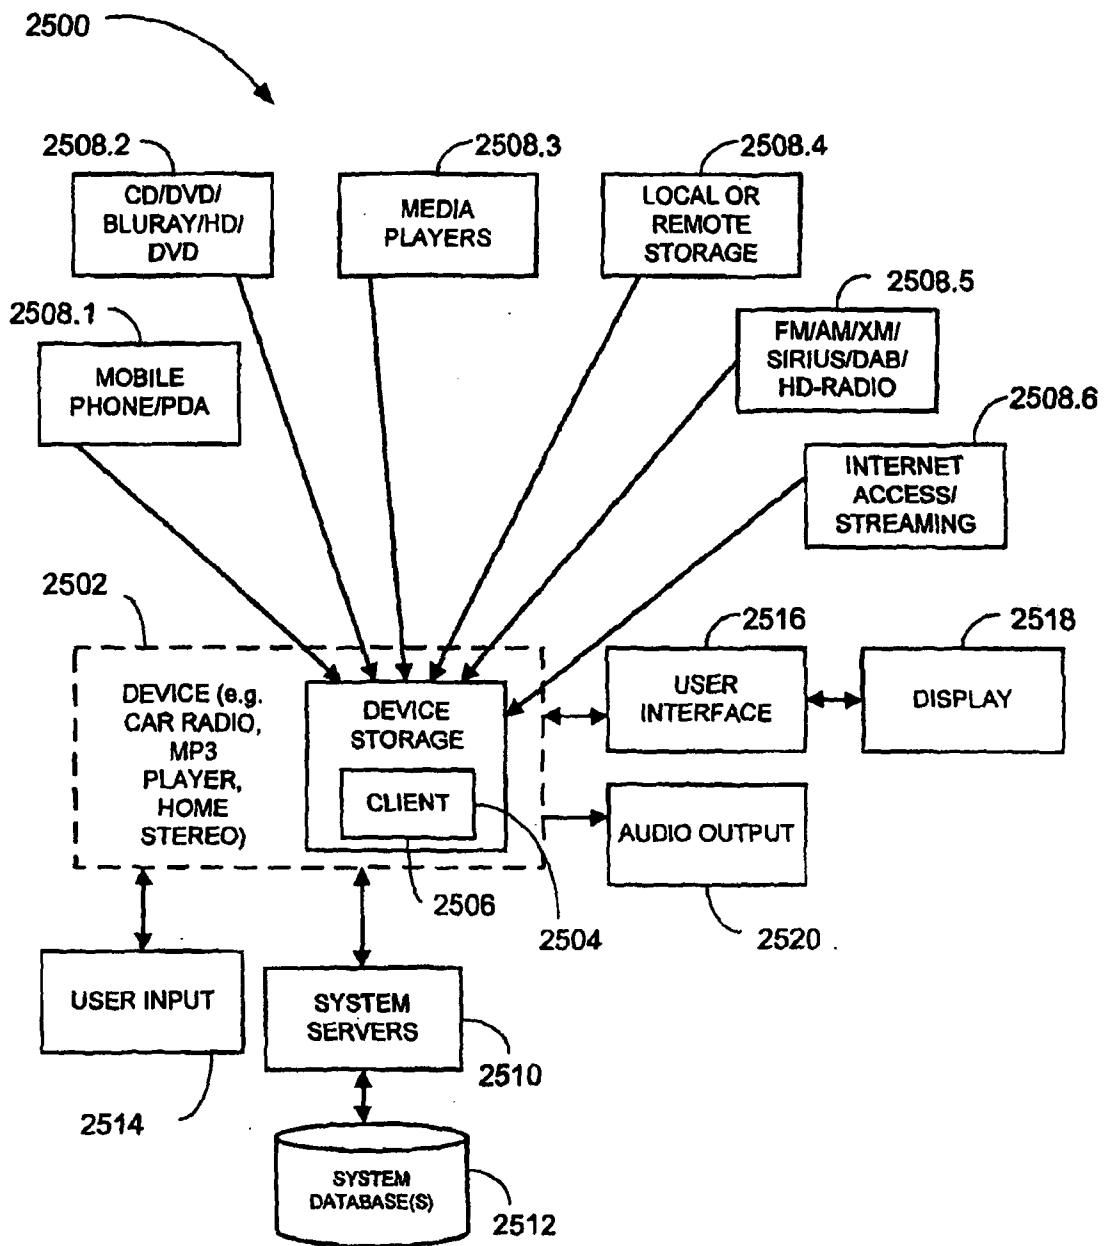 2500
2508.2
2508.3
2508.4
CD/DVD/
BLURAY/HD/
DVD
MEDIA
PLAYERS
LOCAL OR
REMOTE
STORAGE
2508.1
2508.5
MOBILE
PHONE/PDA
FM/AM/XM/
SIRIUS/DAB/
HD-RADIO
2508.6
INTERNET
ACCESS/
STREAMING
2502
2516
2518
DEVICE (e.g.
CAR RADIO,
MP3
PLAYER,
HOME
STEREO)
DEVICE
STORAGE
CLIENT
USER
INTERFACE
DISPLAY
AUDIO OUTPUT
2506
2504
2520
USER INPUT
SYSTEM
SERVERS
2510
2514
SYSTEM
DATABASE(S)
2512